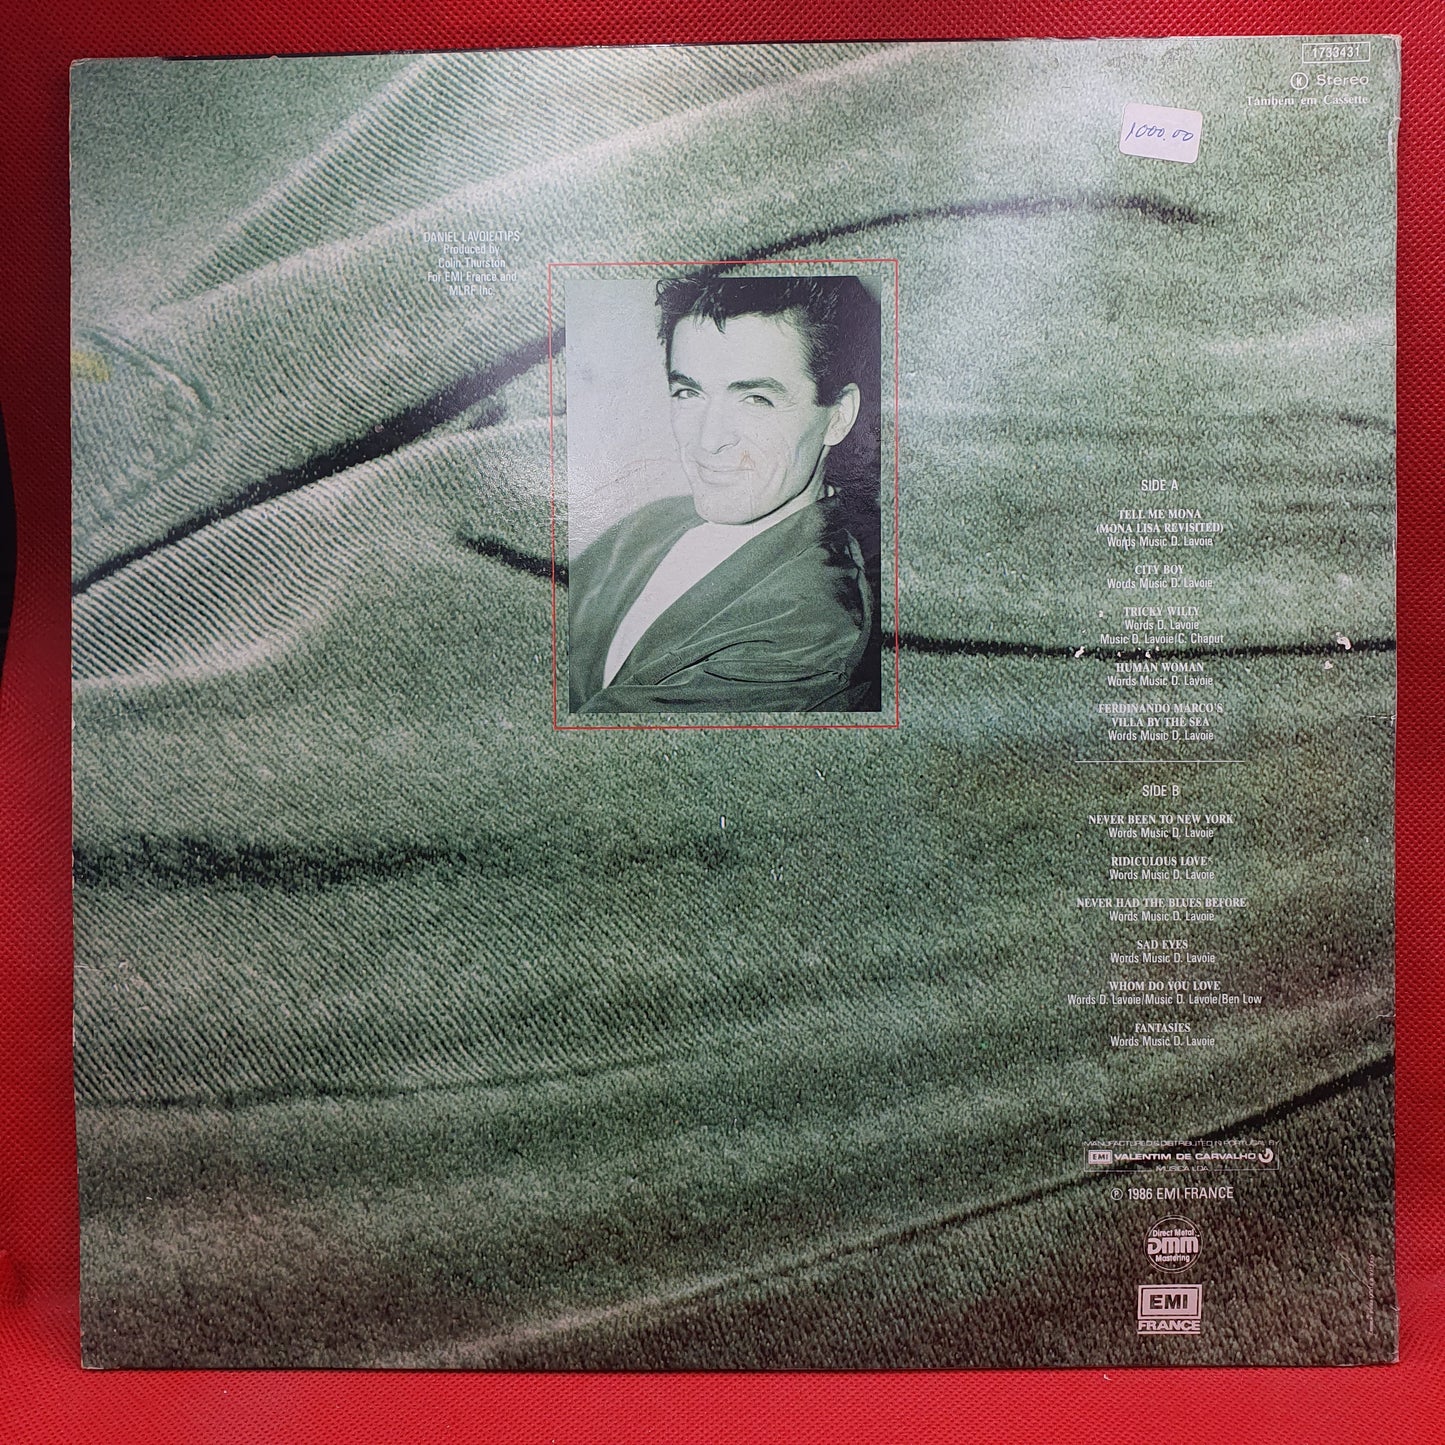 1733431
K Stereo
Também em Cassette
1000.00
DANIEL LAVOIE/TIPS
Produced by
Colin Thurston
For EMI France and
MLRF Inc.
SIDE A
TELL ME MONA
(MONA LISA REVISITED)
Words Music D. Lavoie
CITY BOY
Words Music D. Lavoie
TRICKY WILLY
Words D. Lavoie
Music D. Lavoie/C. Chaput
HUMAN WOMAN
Words Music D. Lavoie
FERDINANDO MARCO'S
VILLA BY THE SEA
Words Music D. Lavoie
SIDE B
NEVER BEEN TO NEW YORK
Words Music D. Lavoie
RIDICULOUS LOVE
Words Music D. Lavoie
NEVER HAD THE BLUES BEFORE
Words Music D. Lavoie
SAD EYES
Words Music D. Lavoie
WHOM DO YOU LOVE
Words D. Lavoie/Music D. Lavoie/Ben Low
FANTASIES
Words Music D. Lavoie
MANUFACTURED & DISTRIBUTED IN PORTUGAL BY
EMI VALENTIM DE CARVALHO
MÚSICA LDA.
℗ 1986 EMI FRANCE
Direct Metal
DMM
Mastering
EMI
FRANCE